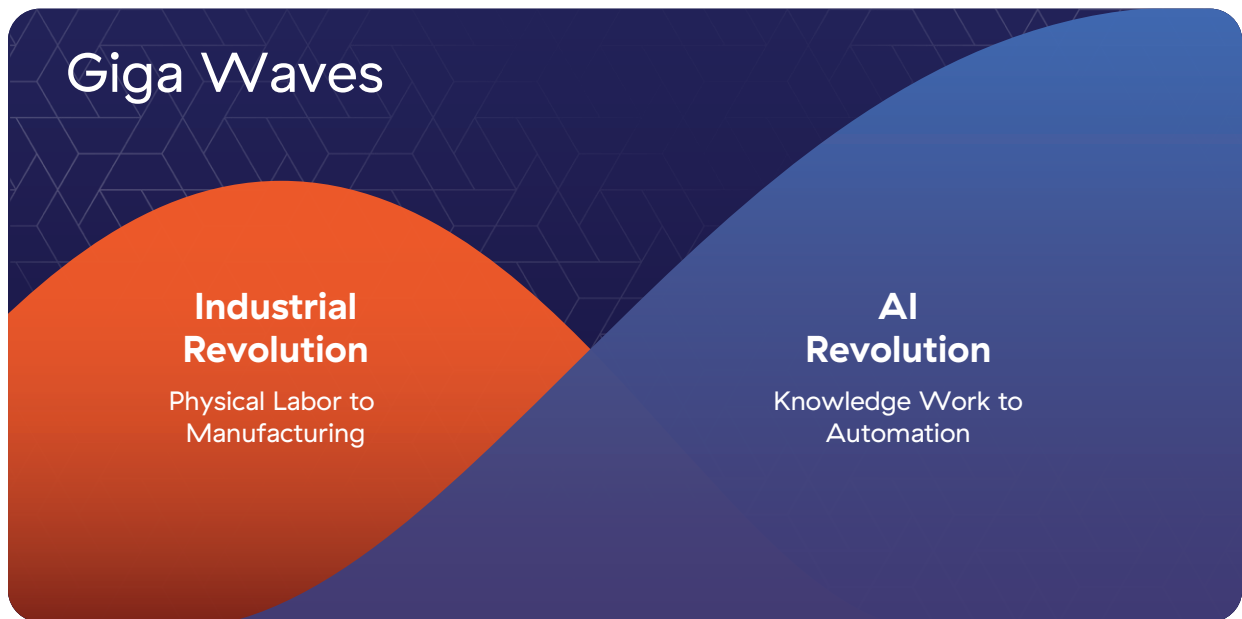 Giga Waves
Industrial
Revolution
Physical Labor to
Manufacturing
AI
Revolution
Knowledge Work to
Automation